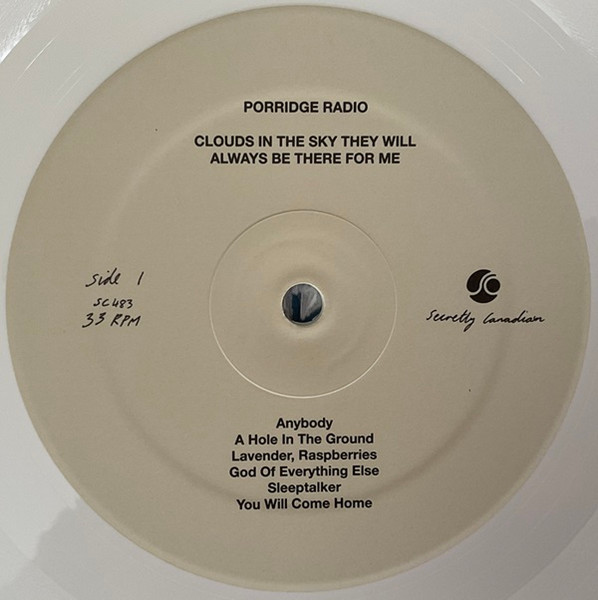 PORRIDGE RADIO
CLOUDS IN THE SKY THEY WILL
ALWAYS BE THERE FOR ME
side 1
SC483
33 RPM
Secretly Canadian
Anybody
A Hole In The Ground
Lavender, Raspberries
God Of Everything Else
Sleeptalker
You Will Come Home